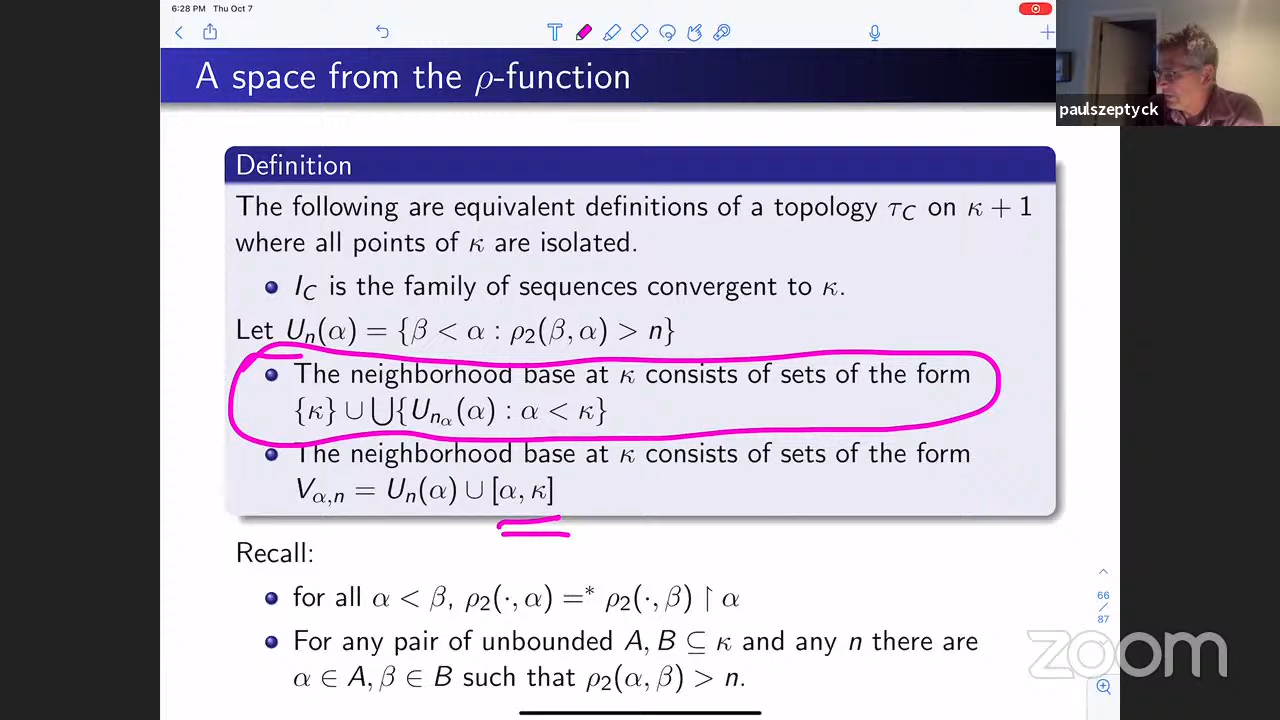 6:28 PM Thu Oct 7
A space from the ρ-function
paulszeptyck
Definition
The following are equivalent definitions of a topology τ_C on κ + 1
where all points of κ are isolated.
I_C is the family of sequences convergent to κ.
Let U_n(α) = {β < α : ρ₂(β, α) > n}
The neighborhood base at κ consists of sets of the form
{κ} ∪ ⋃{U_{n_α}(α) : α < κ}
The neighborhood base at κ consists of sets of the form
V_{α,n} = U_n(α) ∪ [α, κ]
Recall:
for all α < β, ρ₂(·, α) =* ρ₂(·, β) ↾ α
For any pair of unbounded A, B ⊆ κ and any n there are
α ∈ A, β ∈ B such that ρ₂(α, β) > n.
66
/
87
zoom